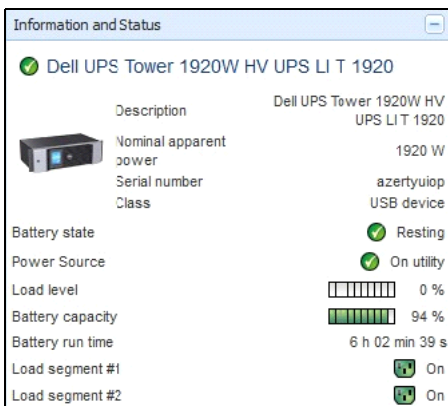 Information and Status
Dell UPS Tower 1920W HV UPS LI T 1920
Description Dell UPS Tower 1920W HV UPS LI T 1920
Nominal apparent power 1920 W
Serial number azertyuiop
Class USB device
Battery state Resting
Power Source On utility
Load level 0 %
Battery capacity 94 %
Battery run time 6 h 02 min 39 s
Load segment #1 On
Load segment #2 On